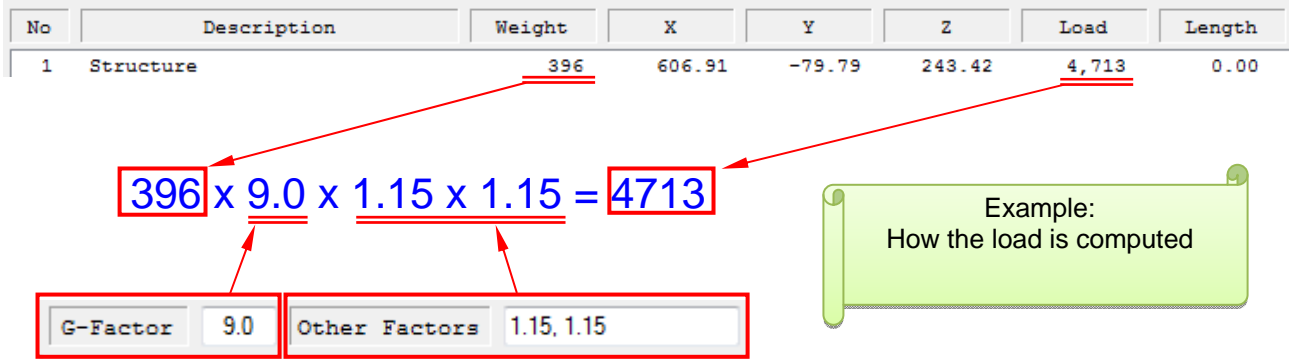 No Description Weight X Y Z Load Length
1 Structure 396 606.91 -79.79 243.42 4,713 0.00
396 x 9.0 x 1.15 x 1.15 = 4713
Example:
How the load is computed
G-Factor 9.0 Other Factors 1.15, 1.15